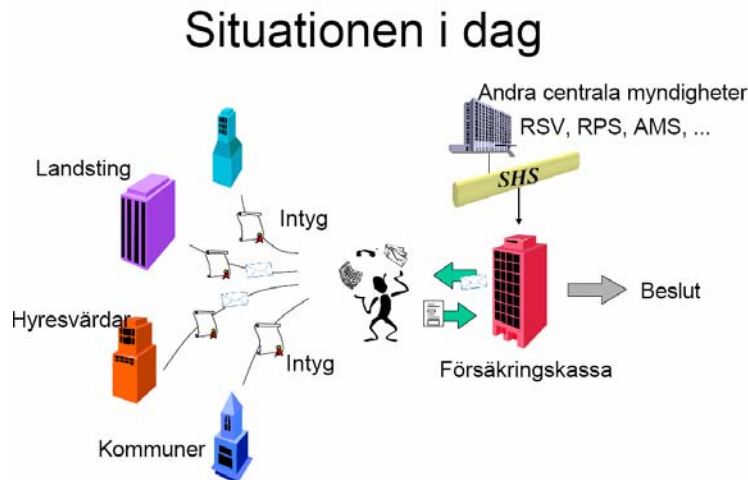 Situationen i dag
Andra centrala myndigheter
RSV, RPS, AMS, ...
SHS
Landsting
Intyg
Hyresvärdar
Beslut
Intyg
Försäkringskassa
Kommuner